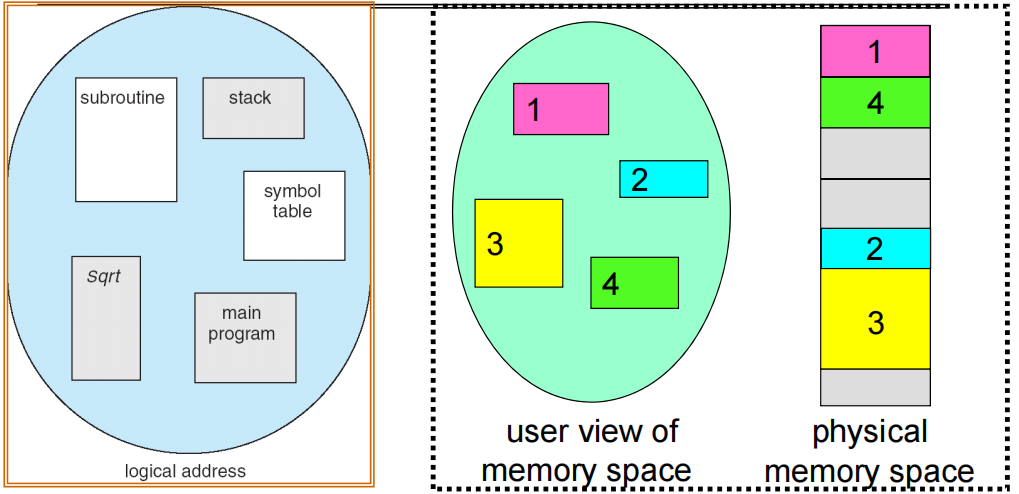 subroutine
stack
symbol
table
Sqrt
main
program
logical address
1
2
3
4
user view of
memory space
1
4
2
3
physical
memory space